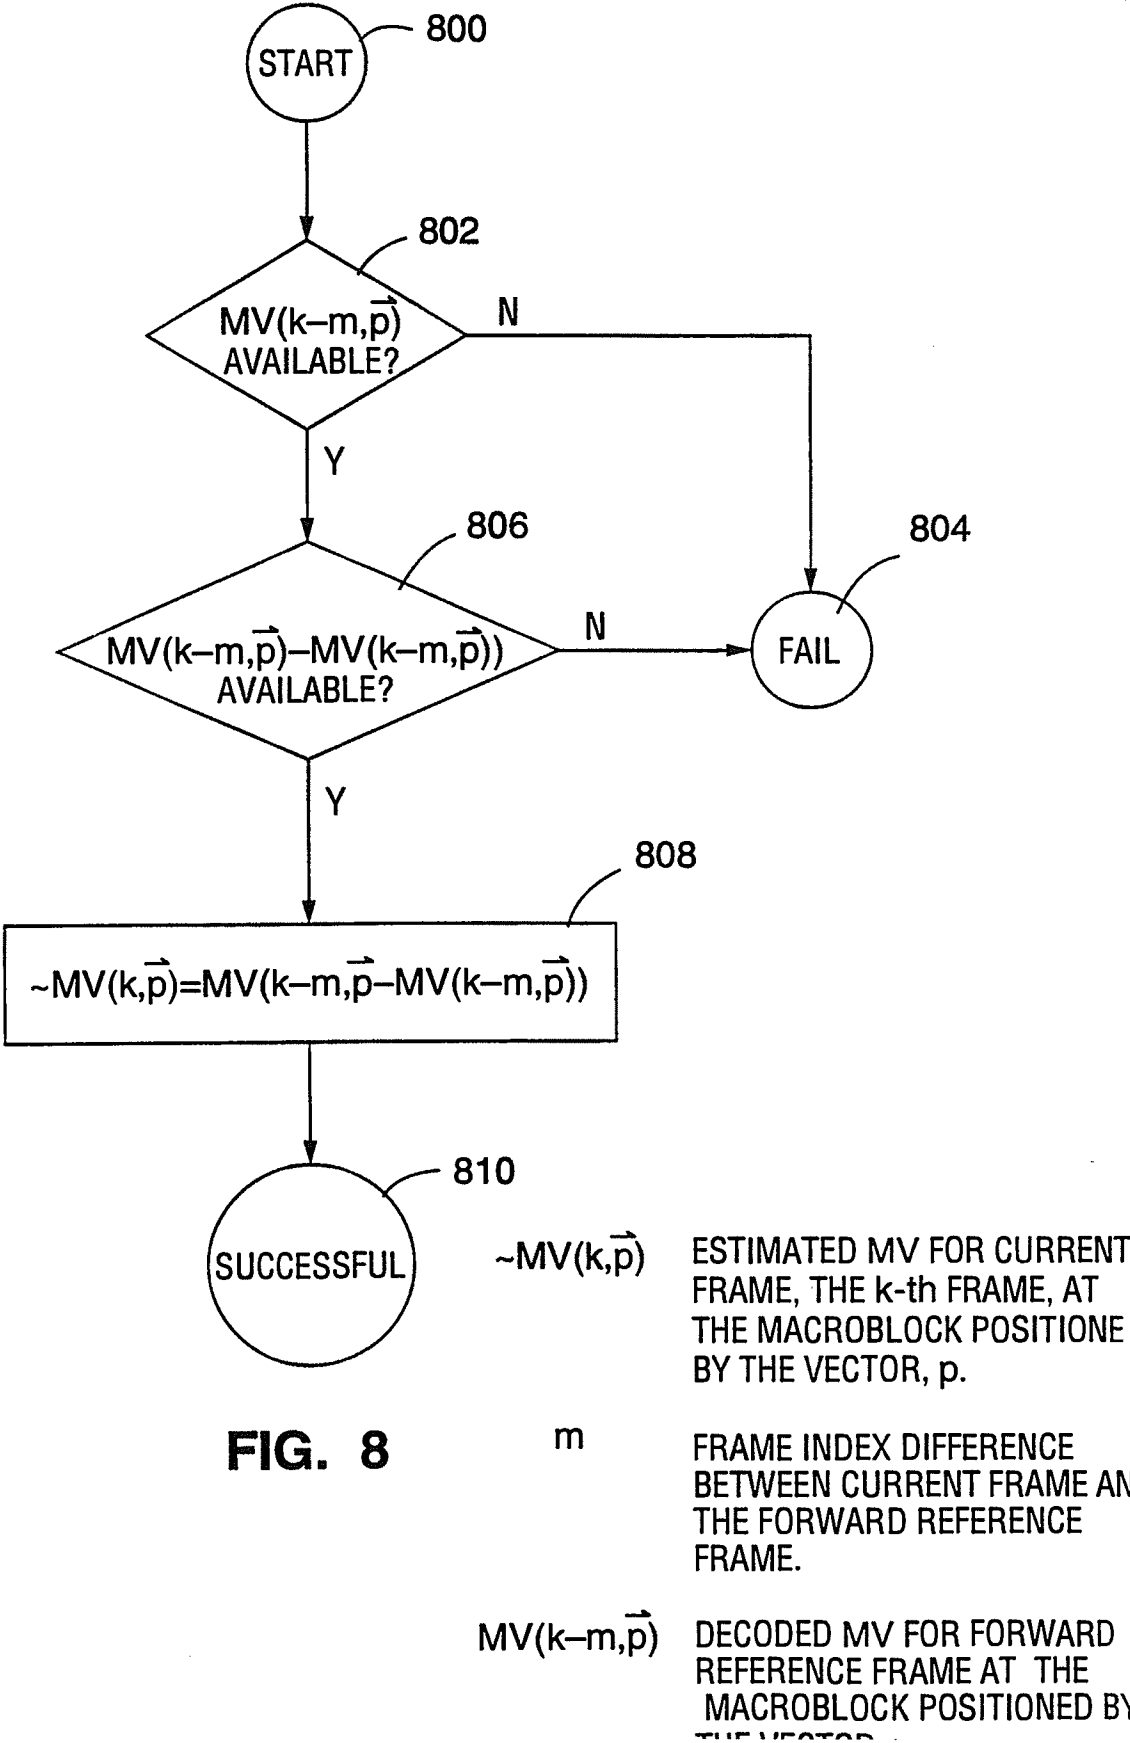 800
START
802
MV(k–m,p⃗)
AVAILABLE?
N
Y
806
804
MV(k–m,p⃗)–MV(k–m,p⃗))
AVAILABLE?
N
FAIL
Y
808
~MV(k,p⃗)=MV(k–m,p⃗–MV(k–m,p⃗))
810
SUCCESSFUL
~MV(k,p⃗) ESTIMATED MV FOR CURRENT
FRAME, THE k-th FRAME, AT
THE MACROBLOCK POSITIONE
BY THE VECTOR, p.
FIG. 8
m FRAME INDEX DIFFERENCE
BETWEEN CURRENT FRAME AN
THE FORWARD REFERENCE
FRAME.
MV(k–m,p⃗) DECODED MV FOR FORWARD
REFERENCE FRAME AT THE
MACROBLOCK POSITIONED BY
THE VECTOR